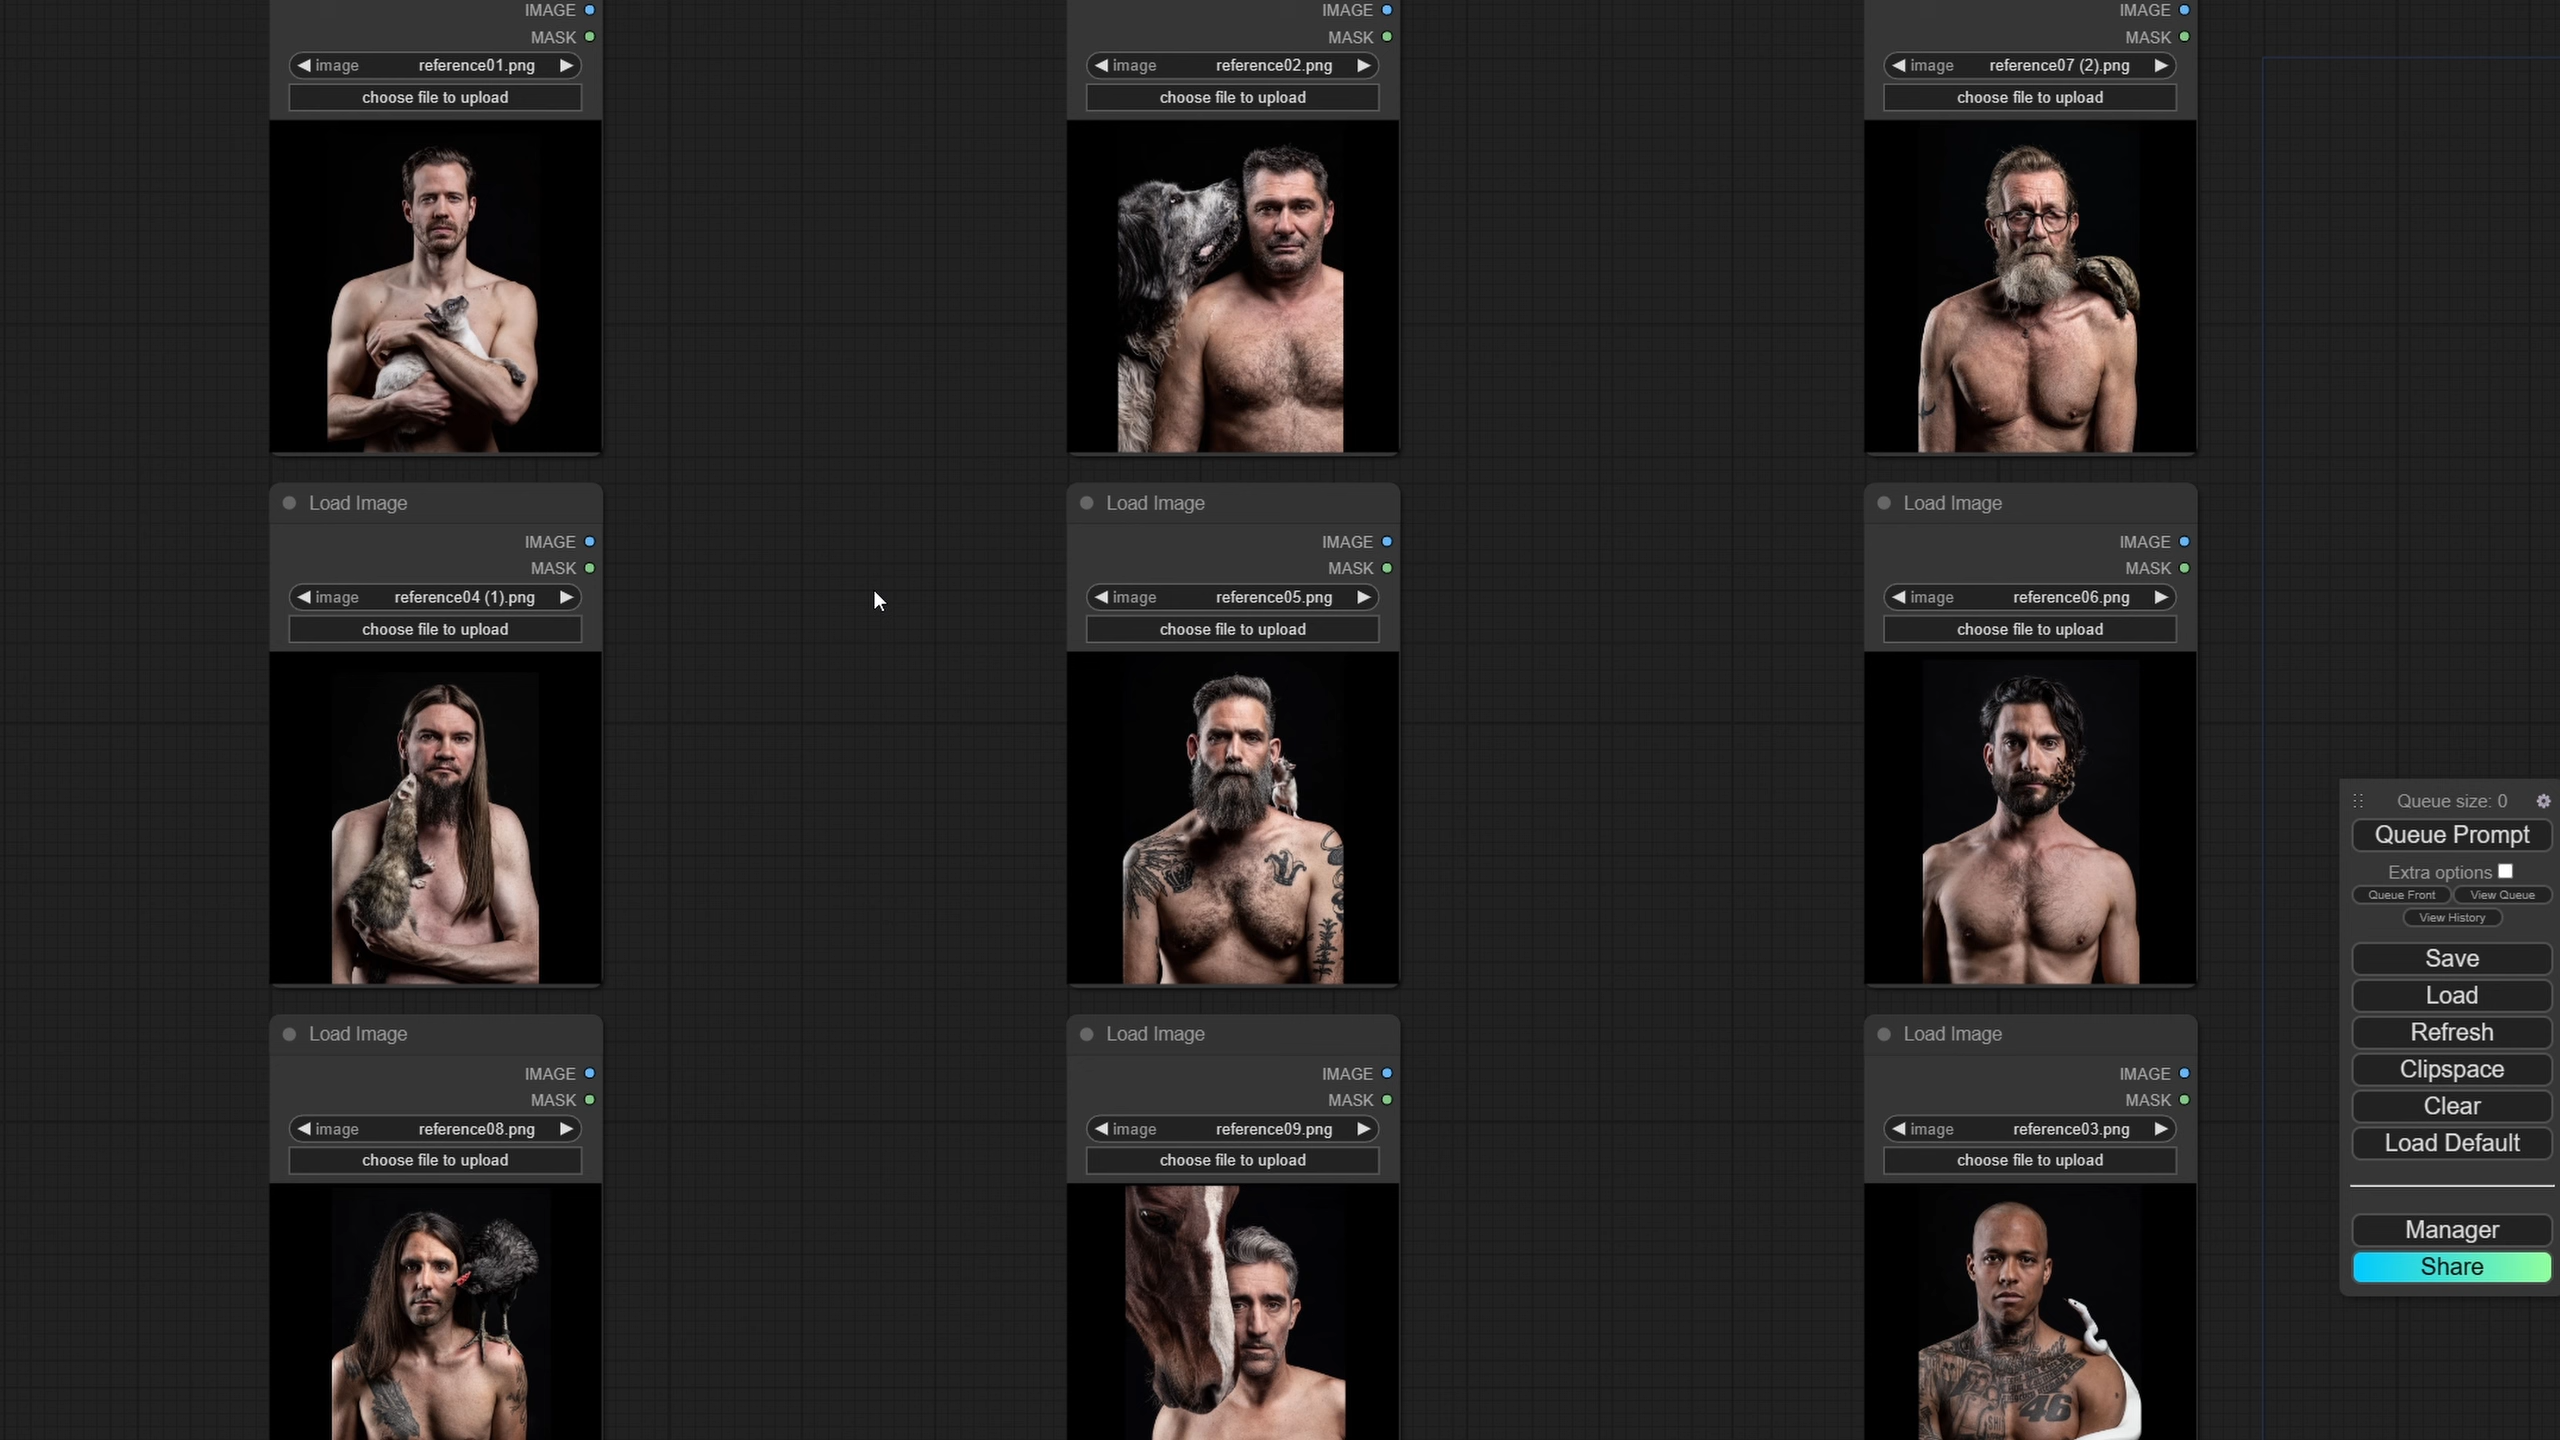 IMAGE
MASK
image reference01.png
choose file to upload
IMAGE
MASK
image reference02.png
choose file to upload
IMAGE
MASK
image reference07 (2).png
choose file to upload
Load Image
IMAGE
MASK
image reference04 (1).png
choose file to upload
Load Image
IMAGE
MASK
image reference05.png
choose file to upload
Load Image
IMAGE
MASK
image reference06.png
choose file to upload
Load Image
IMAGE
MASK
image reference08.png
choose file to upload
Load Image
IMAGE
MASK
image reference09.png
choose file to upload
Load Image
IMAGE
MASK
image reference03.png
choose file to upload
46
Queue size: 0
Queue Prompt
Extra options
Queue Front View Queue
View History
Save
Load
Refresh
Clipspace
Clear
Load Default
Manager
Share